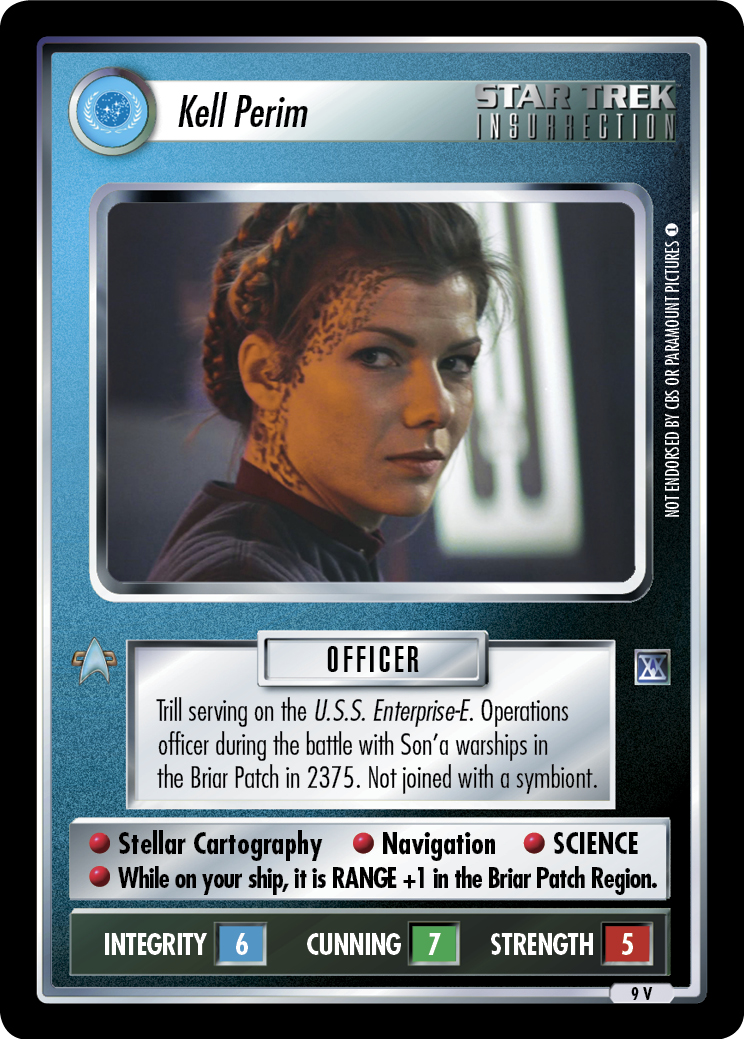 Kell Perim
STAR TREK
INSURRECTION
NOT ENDORSED BY CBS OR PARAMOUNT PICTURES 1
OFFICER
Trill serving on the U.S.S. Enterprise-E. Operations
officer during the battle with Son'a warships in
the Briar Patch in 2375. Not joined with a symbiont.
Stellar Cartography Navigation SCIENCE
While on your ship, it is RANGE +1 in the Briar Patch Region.
INTEGRITY 6 CUNNING 7 STRENGTH 5
9 V